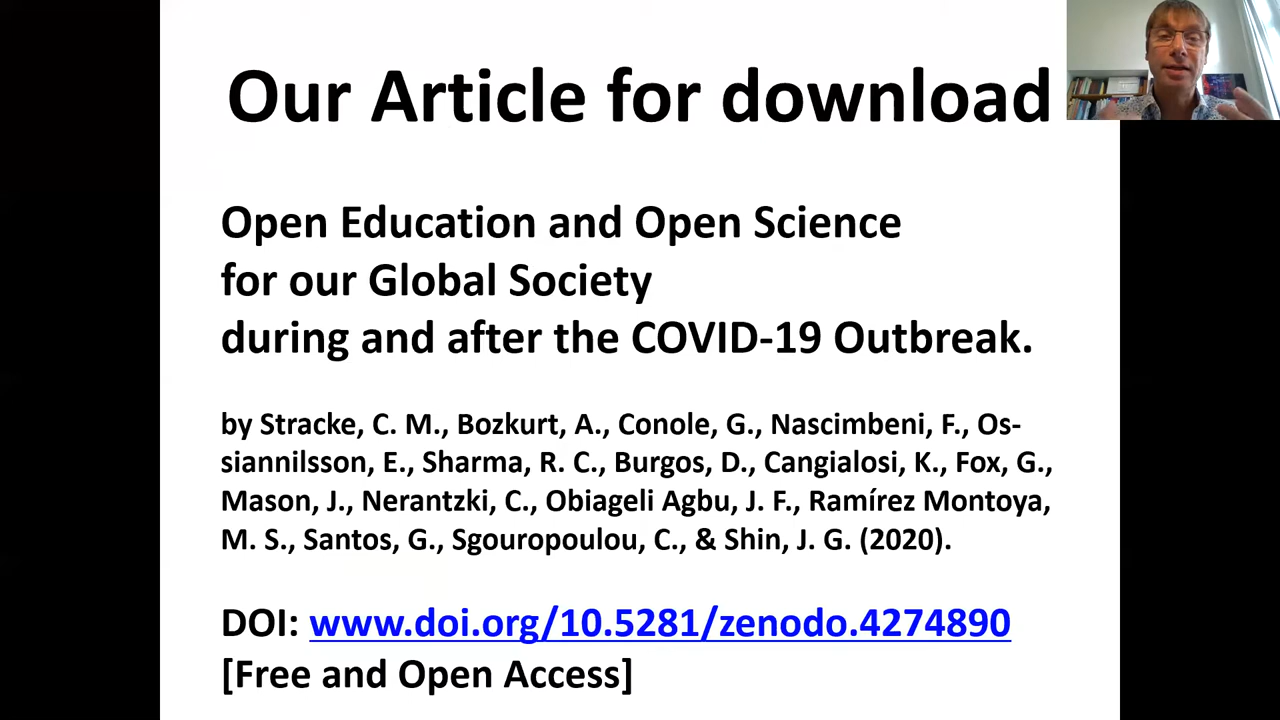 Our Article for download
Open Education and Open Science
for our Global Society
during and after the COVID-19 Outbreak.
by Stracke, C. M., Bozkurt, A., Conole, G., Nascimbeni, F., Os-
siannilsson, E., Sharma, R. C., Burgos, D., Cangialosi, K., Fox, G.,
Mason, J., Nerantzki, C., Obiageli Agbu, J. F., Ramírez Montoya,
M. S., Santos, G., Sgouropoulou, C., & Shin, J. G. (2020).
DOI: www.doi.org/10.5281/zenodo.4274890
[Free and Open Access]